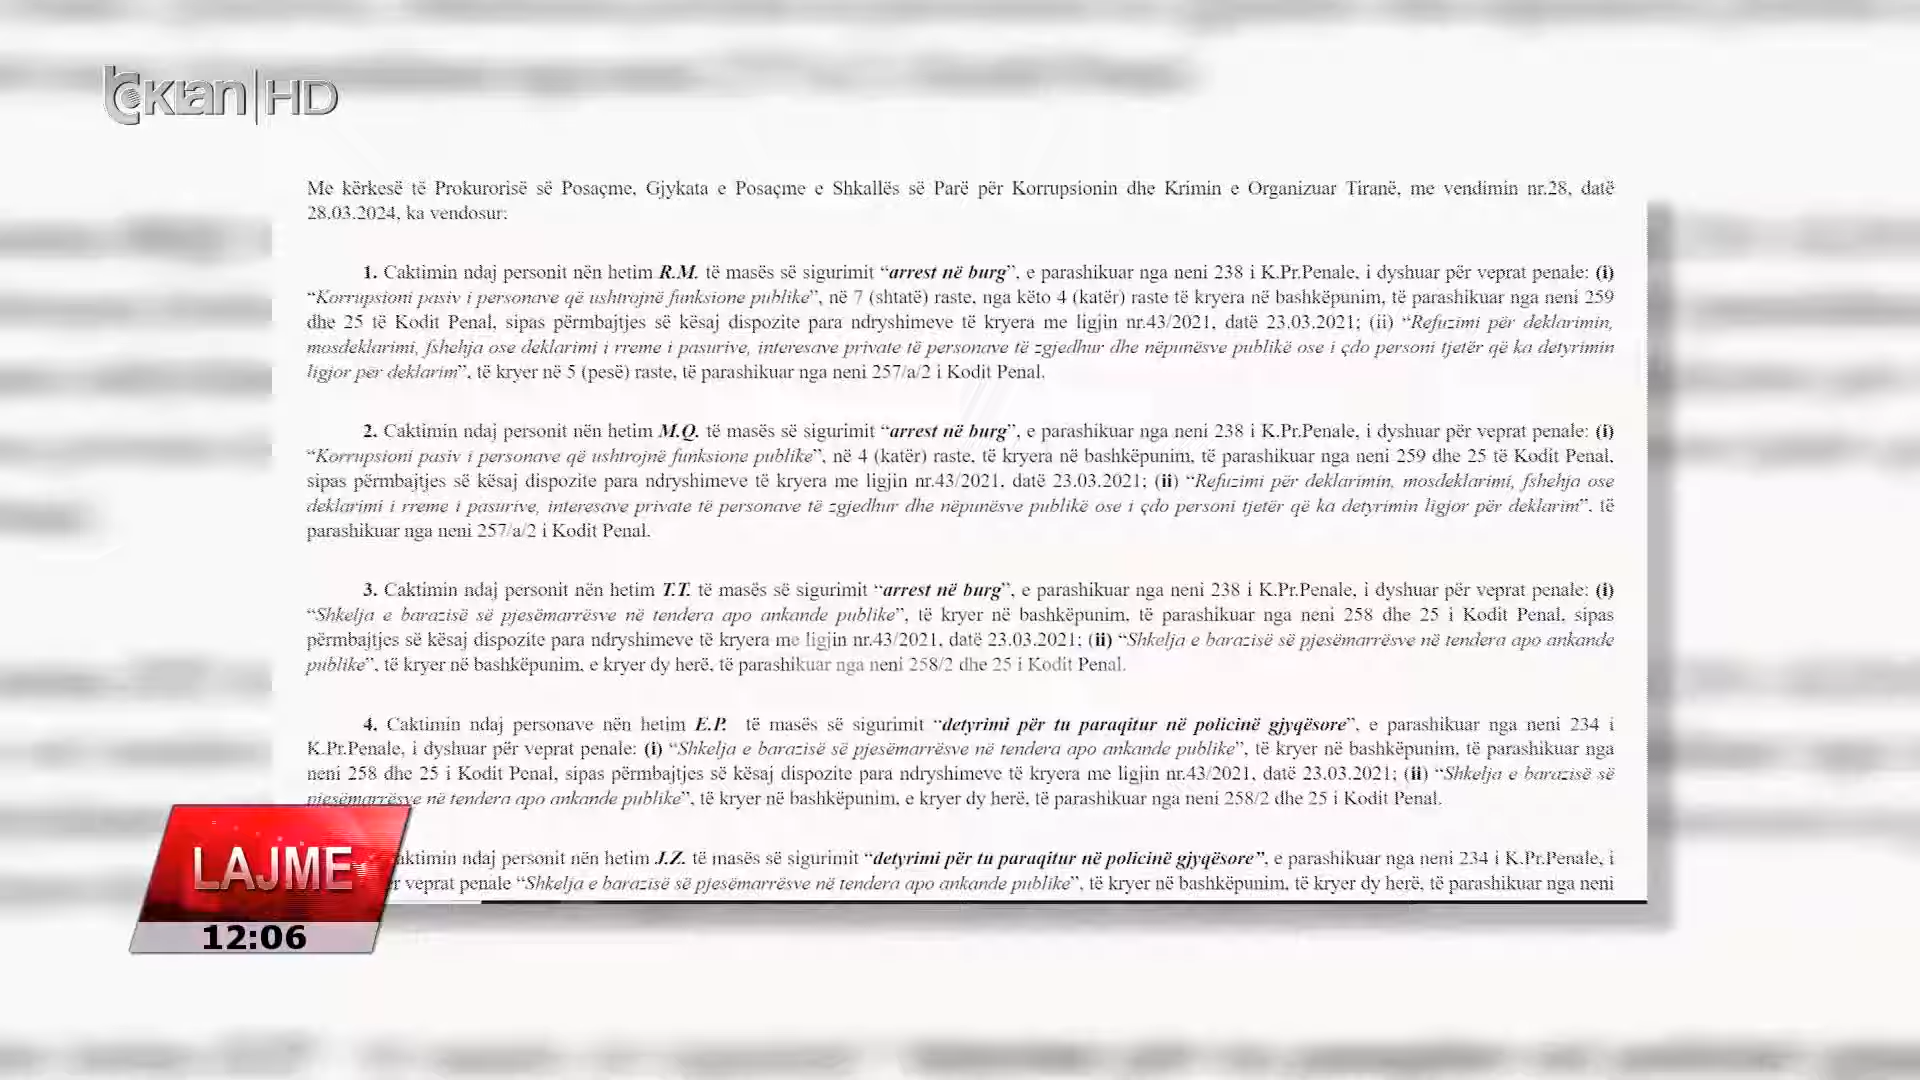 Klan HD
Me kërkesë të Prokurorisë së Posaçme, Gjykata e Posaçme e Shkallës së Parë për Korrupsionin dhe Krimin e Organizuar Tiranë, me vendimin nr.28, datë
28.03.2024, ka vendosur:
1. Caktimin ndaj personit nën hetim R.M. të masës së sigurimit “arrest në burg”, e parashikuar nga neni 238 i K.Pr.Penale, i dyshuar për veprat penale: (i)
“Korrupsioni pasiv i personave që ushtrojnë funksione publike”, në 7 (shtatë) raste, nga këto 4 (katër) raste të kryera në bashkëpunim, të parashikuar nga neni 259
dhe 25 të Kodit Penal, sipas përmbajtjes së kësaj dispozite para ndryshimeve të kryera me ligjin nr.43/2021, datë 23.03.2021; (ii) “Refuzimi për deklarimin,
mosdeklarimi, fshehja ose deklarimi i rreme i pasurive, interesave private të personave të zgjedhur dhe nëpunësve publikë ose i çdo personi tjetër që ka detyrimin
ligjor për deklarim”, të kryer në 5 (pesë) raste, të parashikuar nga neni 257/a/2 i Kodit Penal.
2. Caktimin ndaj personit nën hetim M.Q. të masës së sigurimit “arrest në burg”, e parashikuar nga neni 238 i K.Pr.Penale, i dyshuar për veprat penale: (i)
“Korrupsioni pasiv i personave që ushtrojnë funksione publike”, në 4 (katër) raste, të kryera në bashkëpunim, të parashikuar nga neni 259 dhe 25 të Kodit Penal,
sipas përmbajtjes së kësaj dispozite para ndryshimeve të kryera me ligjin nr.43/2021, datë 23.03.2021; (ii) “Refuzimi për deklarimin, mosdeklarimi, fshehja ose
deklarimi i rreme i pasurive, interesave private të personave të zgjedhur dhe nëpunësve publikë ose i çdo personi tjetër që ka detyrimin ligjor për deklarim”, të
parashikuar nga neni 257/a/2 i Kodit Penal.
3. Caktimin ndaj personit nën hetim T.T. të masës së sigurimit “arrest në burg”, e parashikuar nga neni 238 i K.Pr.Penale, i dyshuar për veprat penale: (i)
“Shkelja e barazisë së pjesëmarrësve në tendera apo ankande publike”, të kryer në bashkëpunim, të parashikuar nga neni 258 dhe 25 i Kodit Penal, sipas
përmbajtjes së kësaj dispozite para ndryshimeve të kryera me ligjin nr.43/2021, datë 23.03.2021; (ii) “Shkelja e barazisë së pjesëmarrësve në tendera apo ankande
publike”, të kryer në bashkëpunim, e kryer dy herë, të parashikuar nga neni 258/2 dhe 25 i Kodit Penal.
4. Caktimin ndaj personave nën hetim E.P. të masës së sigurimit “detyrimi për tu paraqitur në policinë gjyqësore”, e parashikuar nga neni 234 i
K.Pr.Penale, i dyshuar për veprat penale: (i) “Shkelja e barazisë së pjesëmarrësve në tendera apo ankande publike”, të kryer në bashkëpunim, të parashikuar nga
neni 258 dhe 25 i Kodit Penal, sipas përmbajtjes së kësaj dispozite para ndryshimeve të kryera me ligjin nr.43/2021, datë 23.03.2021; (ii) “Shkelja e barazisë së
pjesëmarrësve në tendera apo ankande publike”, të kryer në bashkëpunim, e kryer dy herë, të parashikuar nga neni 258/2 dhe 25 i Kodit Penal.
aktimin ndaj personit nën hetim J.Z. të masës së sigurimit “detyrimi për tu paraqitur në policinë gjyqësore”, e parashikuar nga neni 234 i K.Pr.Penale, i
r veprat penale “Shkelja e barazisë së pjesëmarrësve në tendera apo ankande publike”, të kryer në bashkëpunim, të kryer dy herë, të parashikuar nga neni
LAJME
12:06